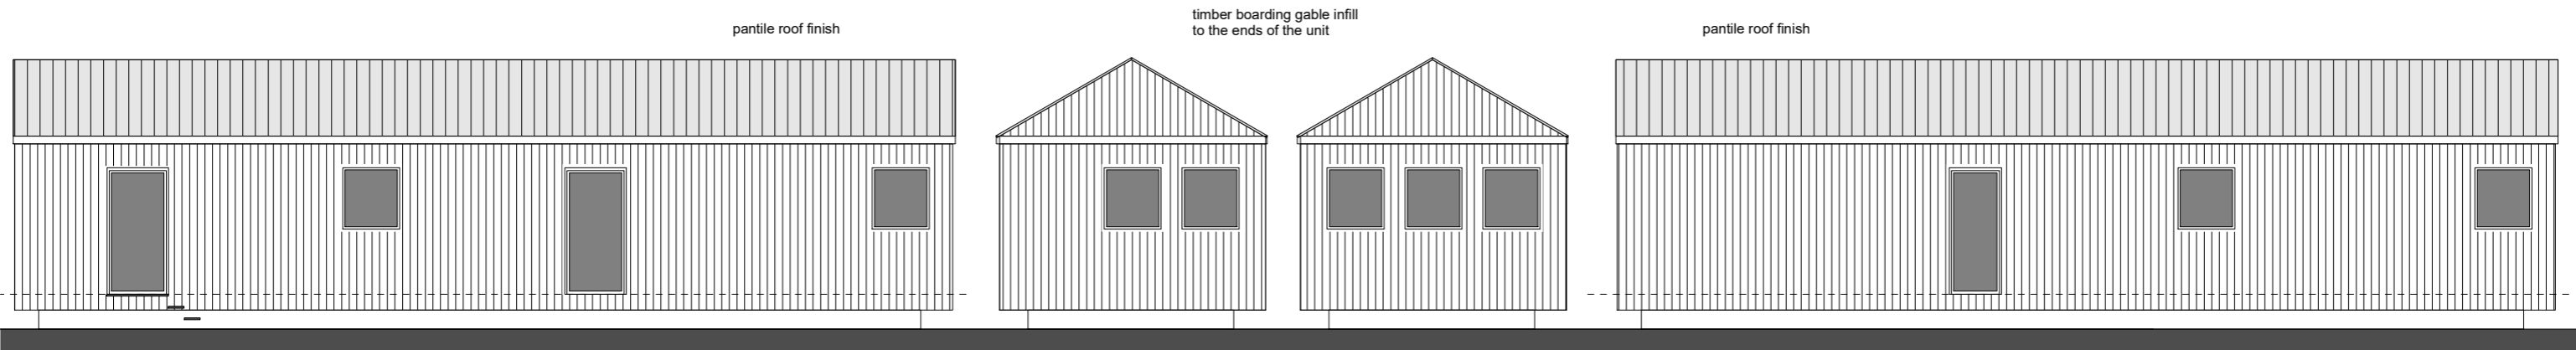 pantile roof finish
timber boarding gable infill
to the ends of the unit
pantile roof finish